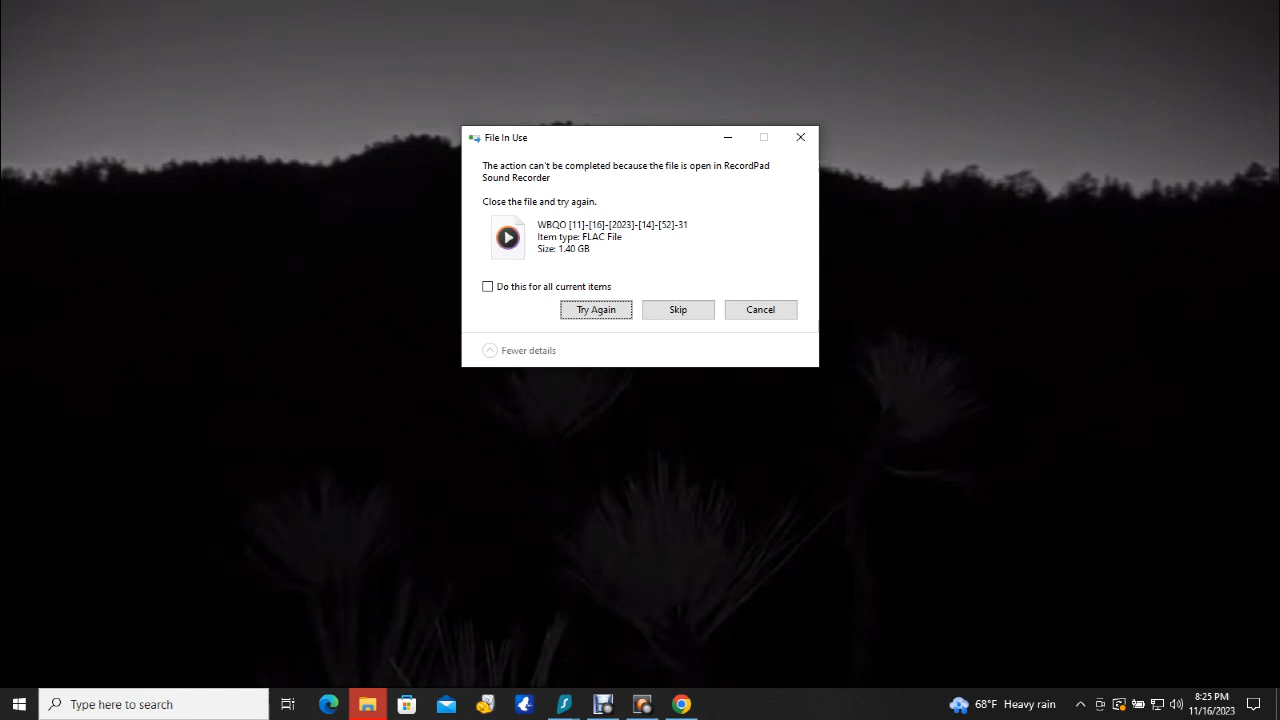 File In Use
The action can't be completed because the file is open in RecordPad
Sound Recorder
Close the file and try again.
WBQO [11]-[16]-[2023]-[14]-[52]-31
Item type: FLAC File
Size: 1.40 GB
Do this for all current items
Try Again
Skip
Cancel
Fewer details
Type here to search
68°F Heavy rain
8:25 PM
11/16/2023